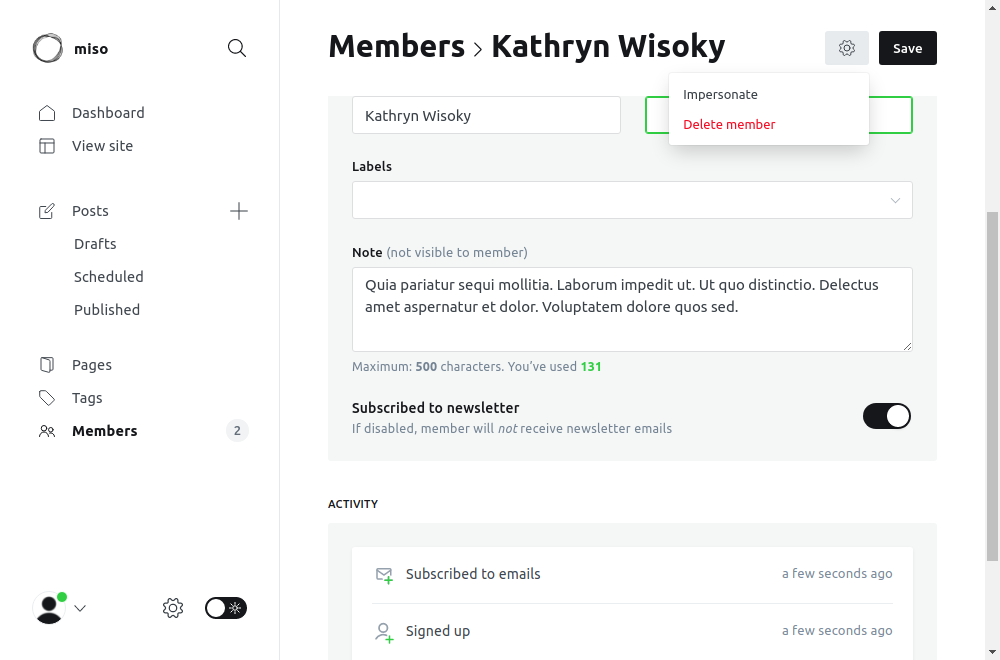 miso
Dashboard
View site
Posts
Drafts
Scheduled
Published
Pages
Tags
Members 2
Members > Kathryn Wisoky
Save
Impersonate
Delete member
Kathryn Wisoky
Labels
Note (not visible to member)
Quia pariatur sequi mollitia. Laborum impedit ut. Ut quo distinctio. Delectus
amet aspernatur et dolor. Voluptatem dolore quos sed.
Maximum: 500 characters. You've used 131
Subscribed to newsletter
If disabled, member will not receive newsletter emails
ACTIVITY
Subscribed to emails a few seconds ago
Signed up a few seconds ago